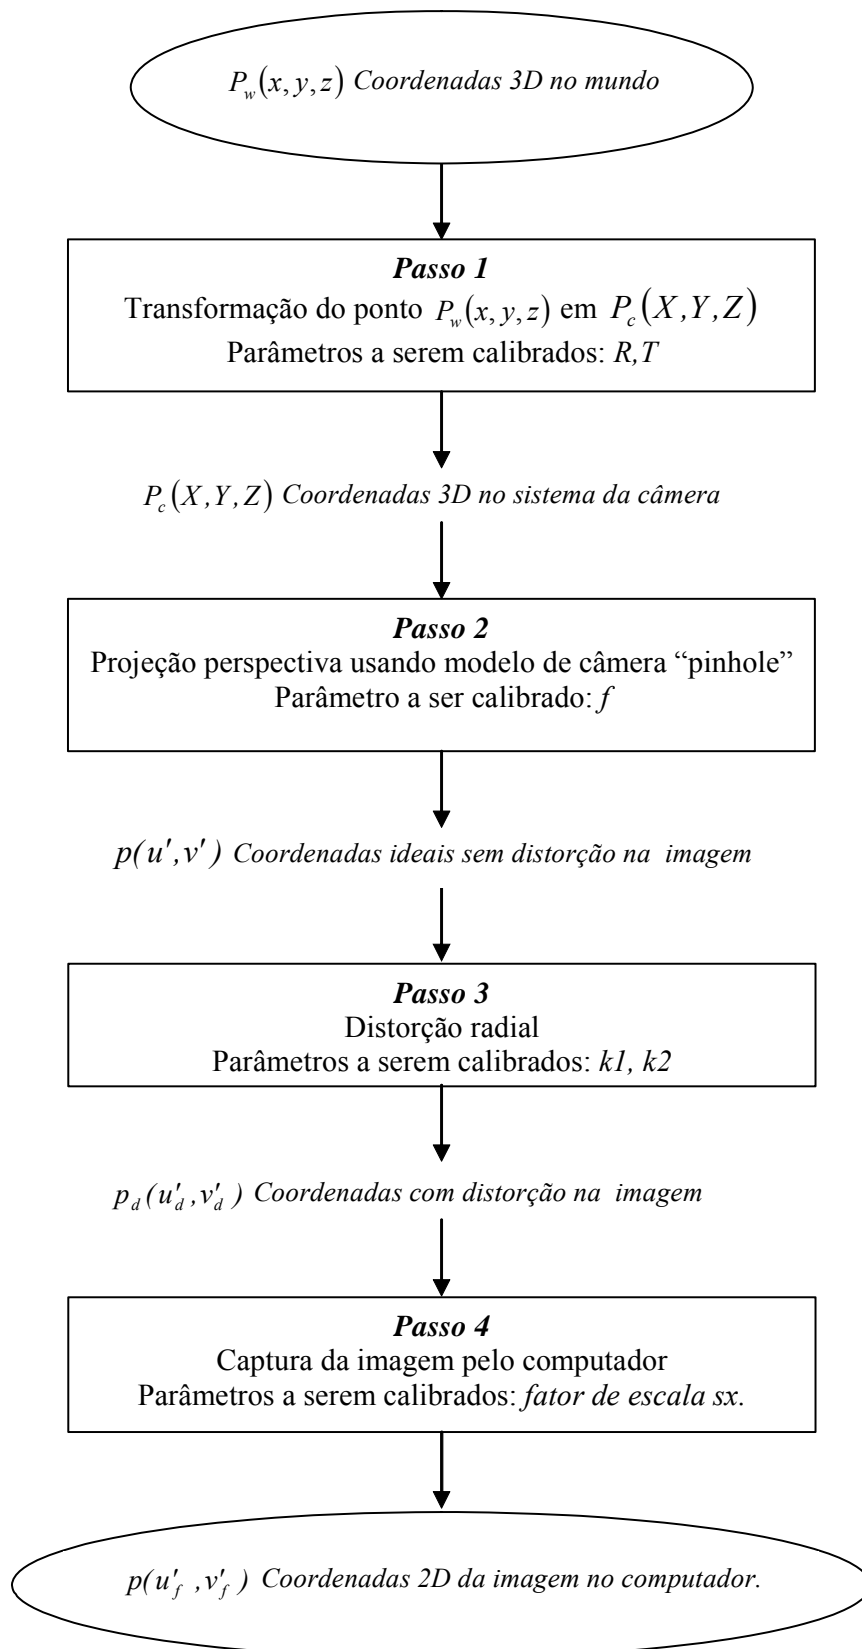 P_w(x, y, z) Coordenadas 3D no mundo
Passo 1
Transformação do ponto P_w(x, y, z) em P_c(X, Y, Z)
Parâmetros a serem calibrados: R,T
P_c(X, Y, Z) Coordenadas 3D no sistema da câmera
Passo 2
Projeção perspectiva usando modelo de câmera “pinhole”
Parâmetro a ser calibrado: f
p(u′, v′) Coordenadas ideais sem distorção na imagem
Passo 3
Distorção radial
Parâmetros a serem calibrados: k1, k2
p_d(u′_d, v′_d) Coordenadas com distorção na imagem
Passo 4
Captura da imagem pelo computador
Parâmetros a serem calibrados: fator de escala sx.
p(u′_f, v′_f) Coordenadas 2D da imagem no computador.